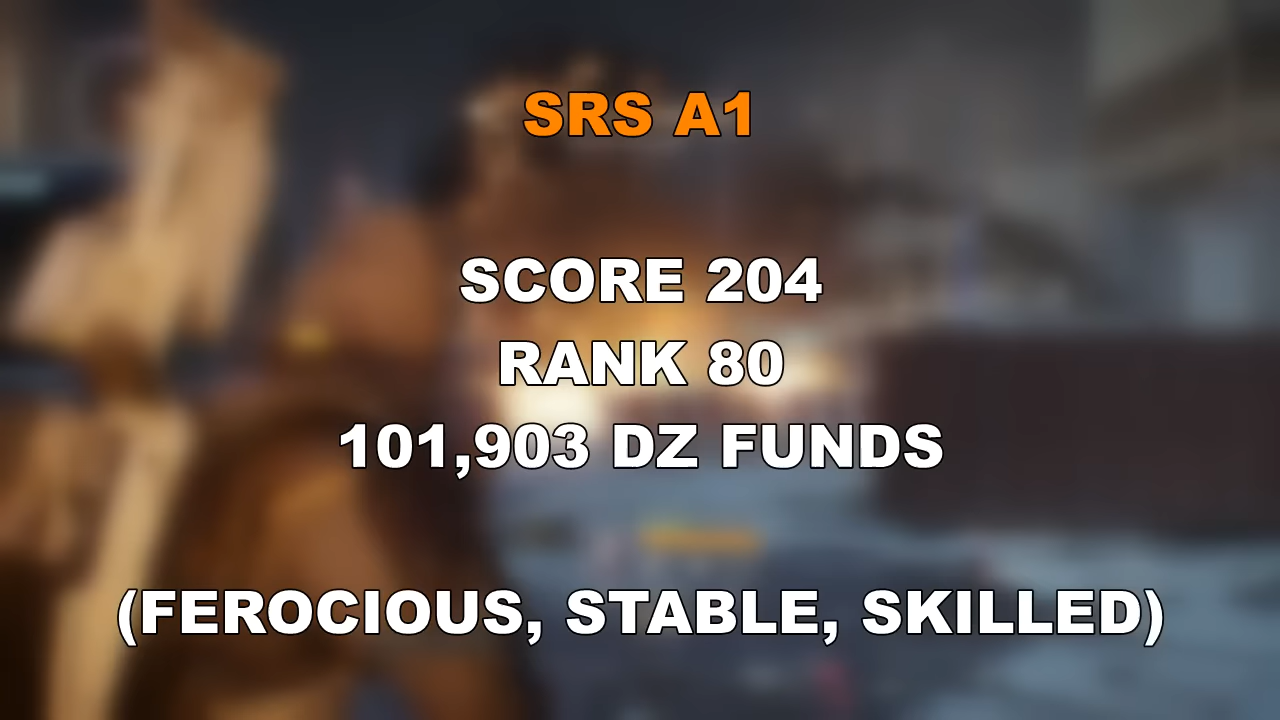 SRS A1
SCORE 204
RANK 80
101,903 DZ FUNDS
(FEROCIOUS, STABLE, SKILLED)